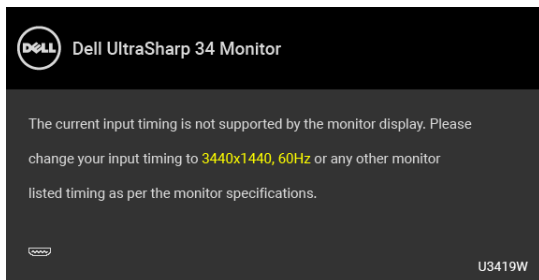 DELL Dell UltraSharp 34 Monitor
The current input timing is not supported by the monitor display. Please
change your input timing to 3440x1440, 60Hz or any other monitor
listed timing as per the monitor specifications.
U3419W